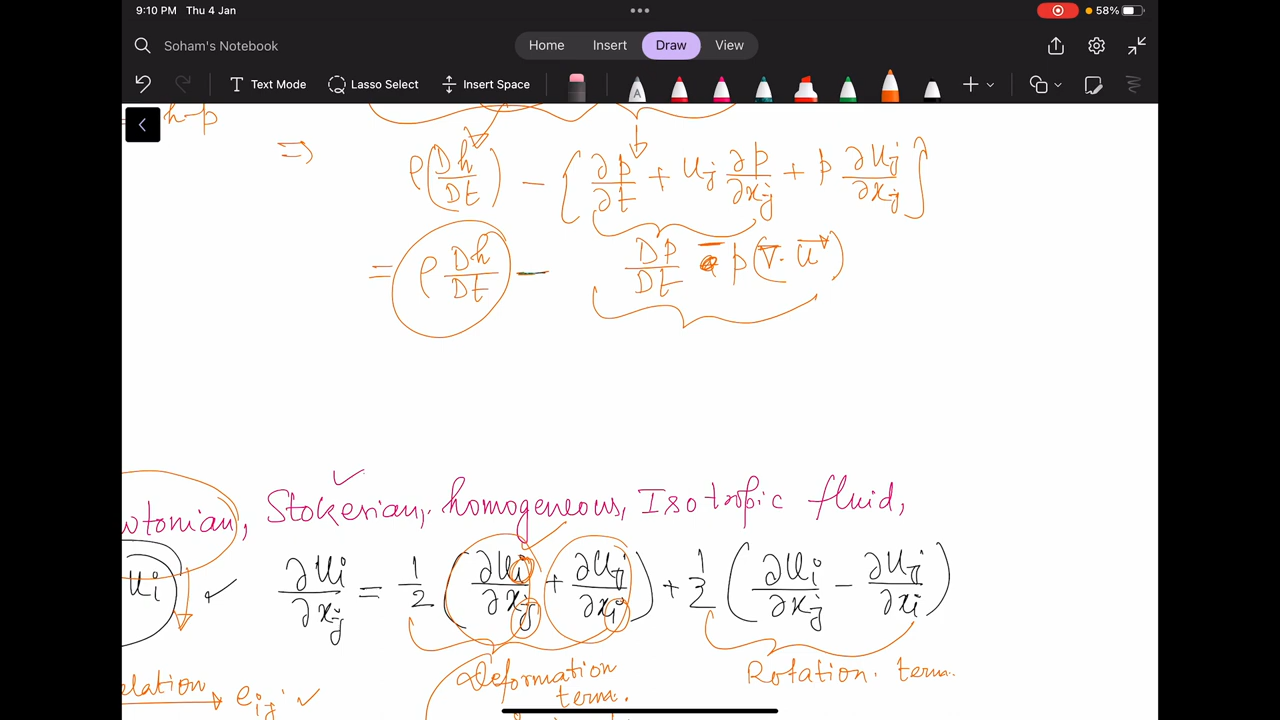 9:10 PM Thu 4 Jan
58%
Soham's Notebook
Home Insert Draw View
Text Mode Lasso Select Insert Space
A
= h-p
⇒ ρ(Dh/Dt) - [∂p/∂t + uj ∂p/∂xj + p ∂uj/∂xj]
= ρ Dh/Dt - Dp/Dt - p(∇·u⃗)
wtonian, Stokesian, homogeneous, Isotropic fluid,
ui ✓ ∂ui/∂xj = 1/2 (∂ui/∂xj + ∂uj/∂xi) + 1/2 (∂ui/∂xj - ∂uj/∂xi)
Deformation term. Rotation. term.
elation → eij ✓